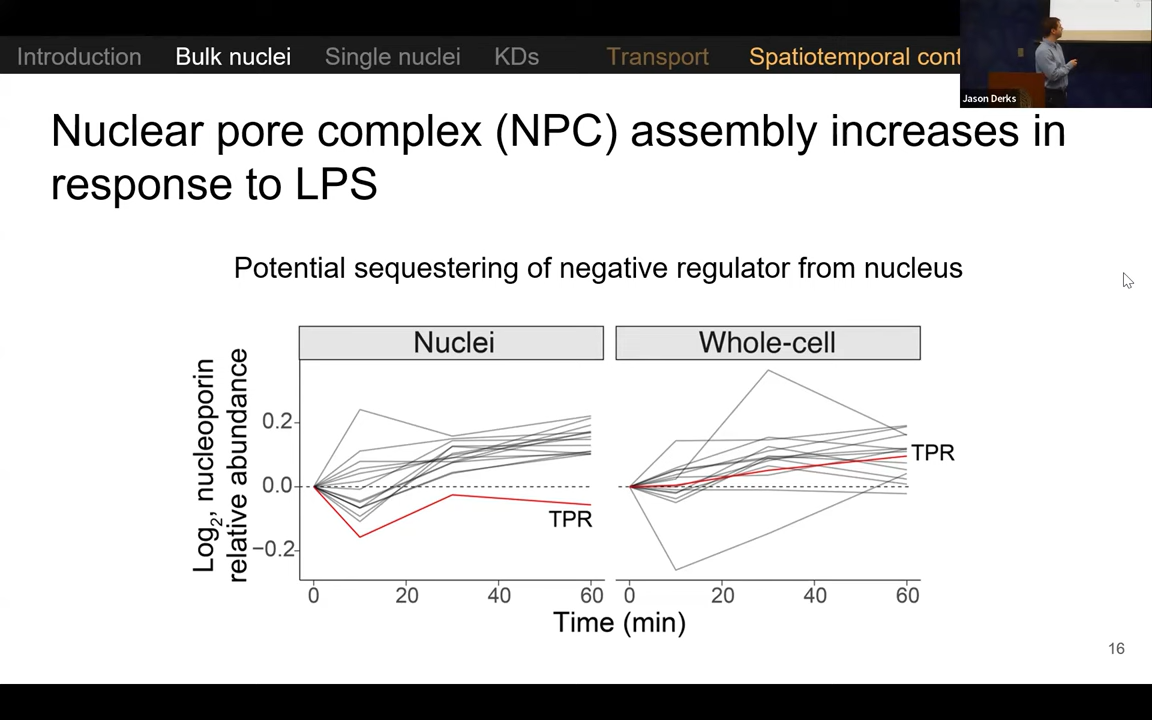 Introduction Bulk nuclei Single nuclei KDs Transport Spatiotemporal cont
Jason Derks
Nuclear pore complex (NPC) assembly increases in
response to LPS
Potential sequestering of negative regulator from nucleus
Nuclei Whole-cell
Log2, nucleoporin
relative abundance
0.2
0.0
−0.2
TPR
TPR
0 20 40 60 0 20 40 60
Time (min)
16